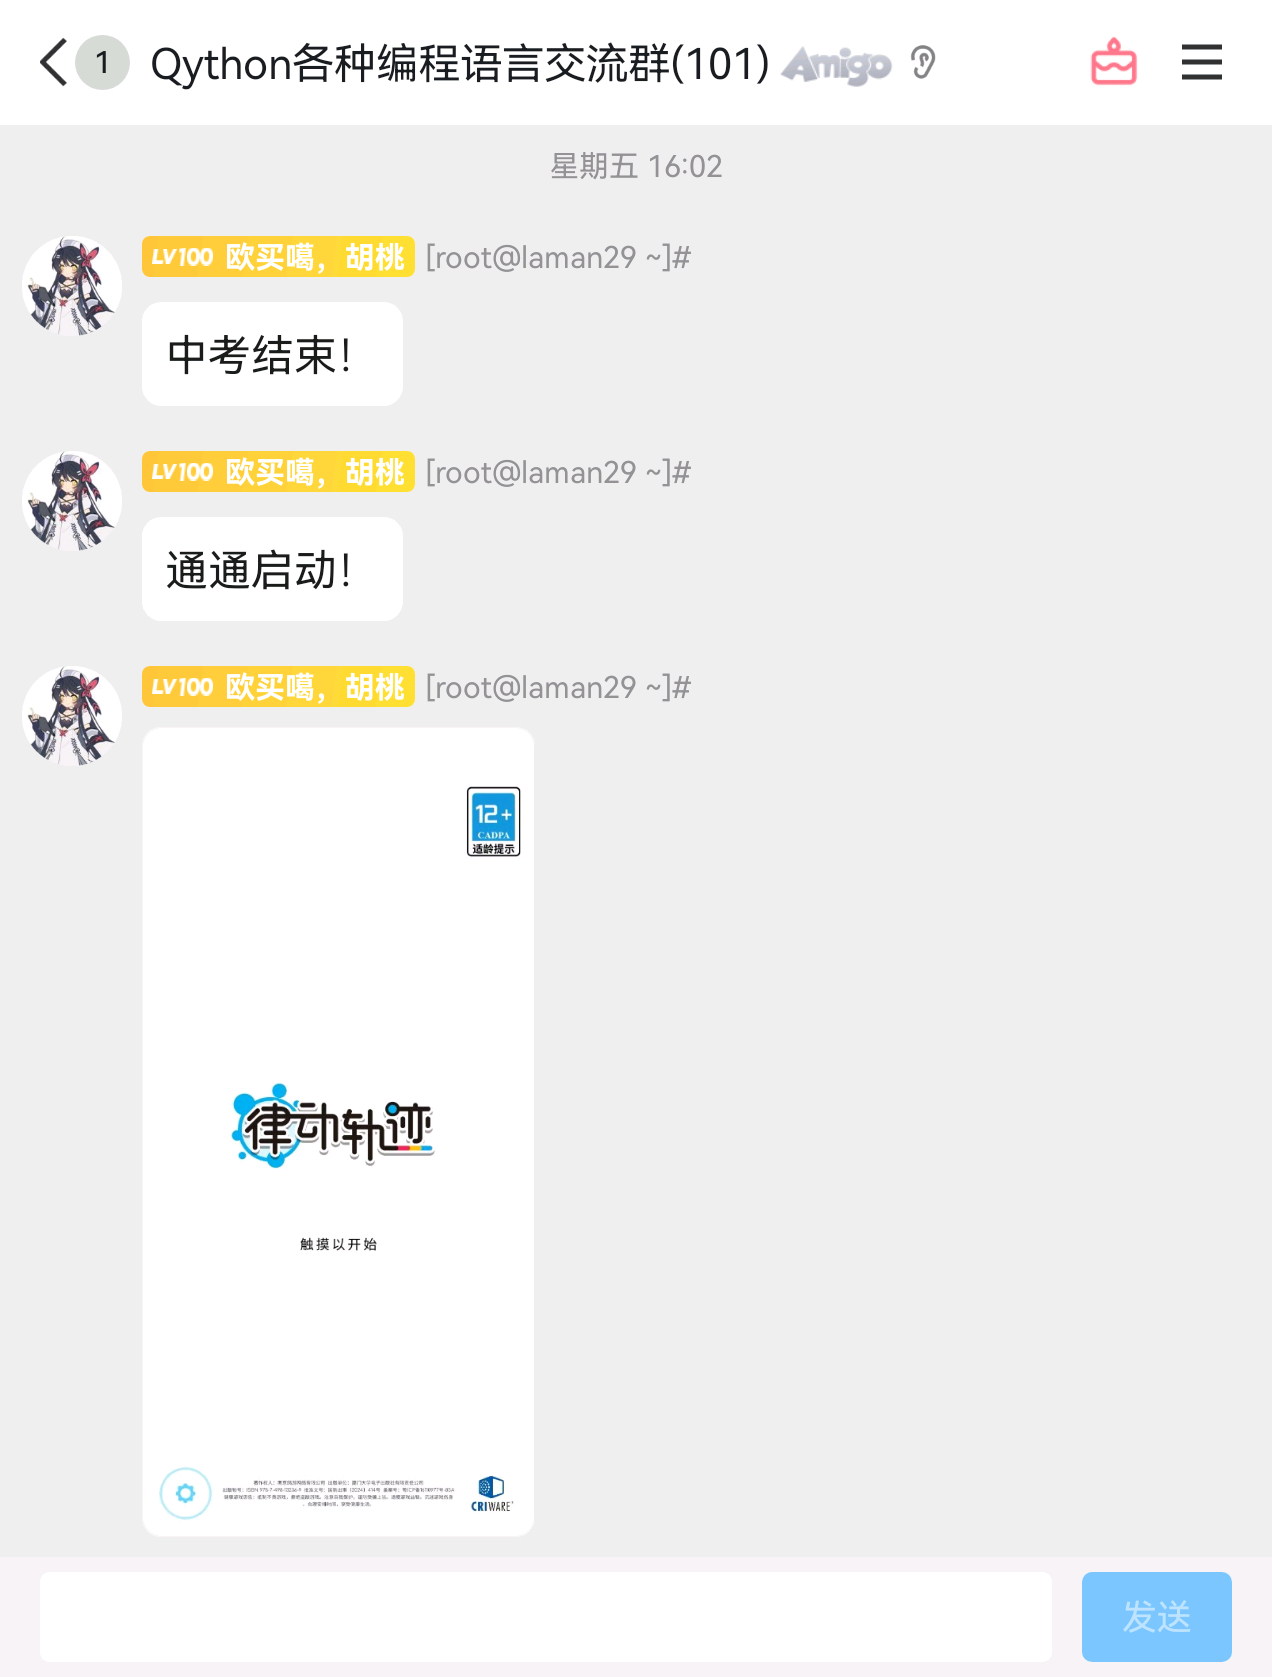 1
Qython各种编程语言交流群(101) Amigo
星期五 16:02
LV100 欧买噶，胡桃 [root@laman29 ~]#
中考结束！
LV100 欧买噶，胡桃 [root@laman29 ~]#
通通启动！
LV100 欧买噶，胡桃 [root@laman29 ~]#
12+
CADPA
适龄提示
律动轨迹
触摸以开始
CRIWARE
发送